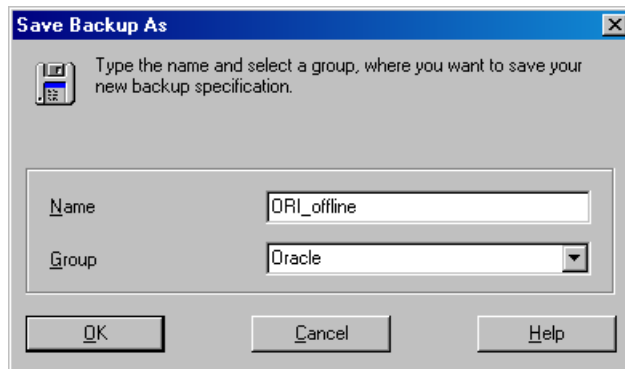 Save Backup As
Type the name and select a group, where you want to save your
new backup specification.
Name
ORI_offline
Group
Oracle
OK
Cancel
Help